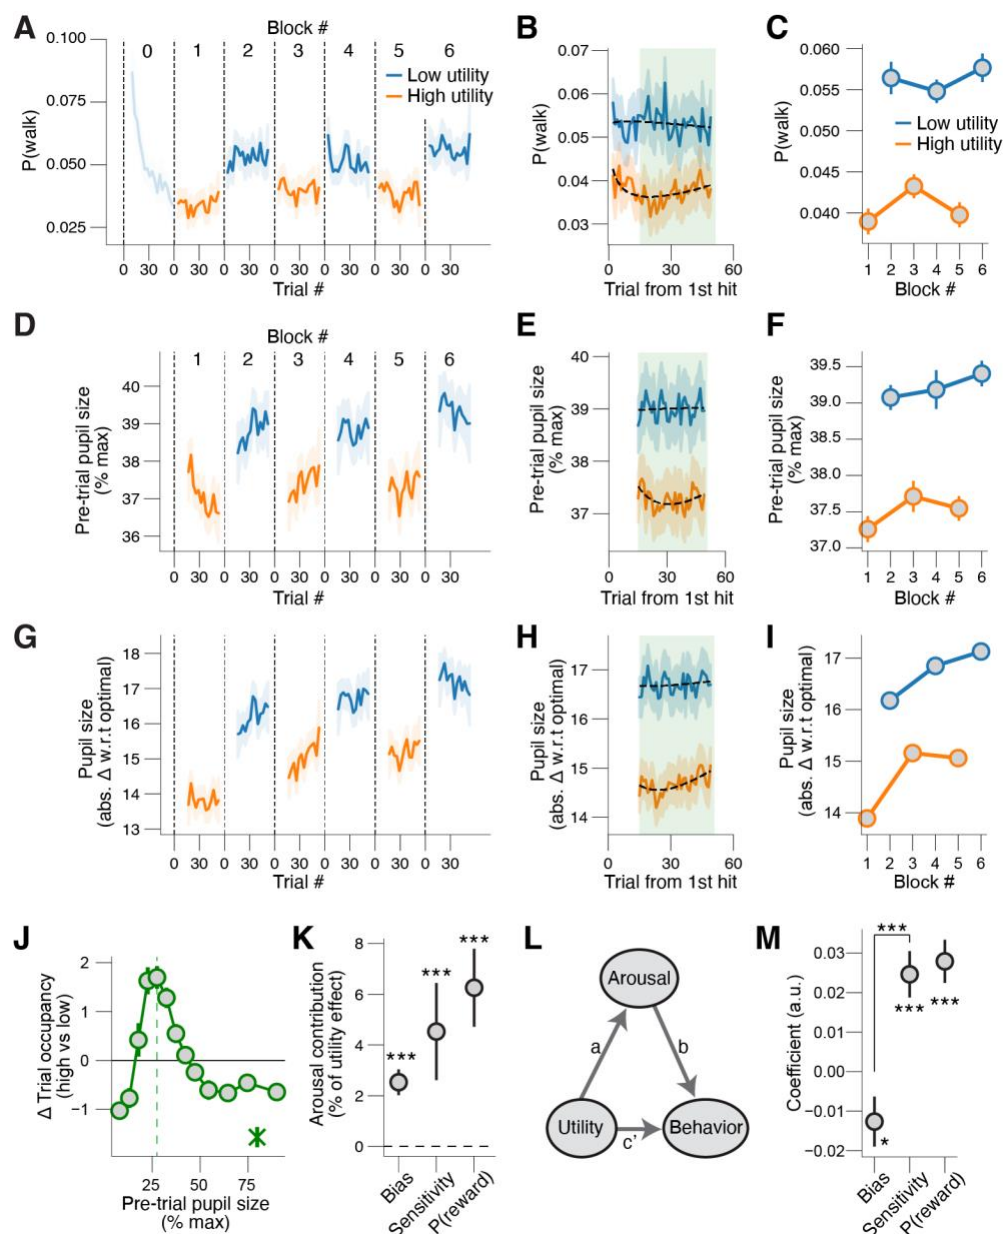 A
Block #
0 1 2 3 4 5 6
Low utility
High utility
P(walk)
0.100
0.075
0.050
0.025
0 30 0 30 0 30 0 30 0 30 0 30 0 30
Trial #
B
P(walk)
0.07
0.06
0.05
0.04
0.03
0 30 60
Trial from 1st hit
C
P(walk)
0.060
0.055
0.050
0.045
0.040
Low utility
High utility
1 2 3 4 5 6
Block #
D
Block #
1 2 3 4 5 6
Pre-trial pupil size
(% max)
40
39
38
37
36
0 30 0 30 0 30 0 30 0 30 0 30
Trial #
E
Pre-trial pupil size
(% max)
40
39
38
37
0 30 60
Trial from 1st hit
F
Pre-trial pupil size
(% max)
39.5
39.0
38.5
38.0
37.5
37.0
1 2 3 4 5 6
Block #
G
Pupil size
(abs. Δ w.r.t optimal)
18
17
16
15
14
13
0 30 0 30 0 30 0 30 0 30 0 30
Trial #
H
Pupil size
(abs. Δ w.r.t optimal)
17
16
15
14
0 30 60
Trial from 1st hit
I
Pupil size
(abs. Δ w.r.t optimal)
17
16
15
14
1 2 3 4 5 6
Block #
J
Δ Trial occupancy
(high vs low)
2
1
0
−1
25 50 75
Pre-trial pupil size
(% max)
K
Arousal contribution
(% of utility effect)
8
6
4
2
0
***
***
***
Bias
Sensitivity
P(reward)
L
Arousal
a
b
Utility
c'
Behavior
M
Coefficient (a.u.)
0.03
0.02
0.01
0.00
−0.01
−0.02
***
***
***
*
Bias
Sensitivity
P(reward)